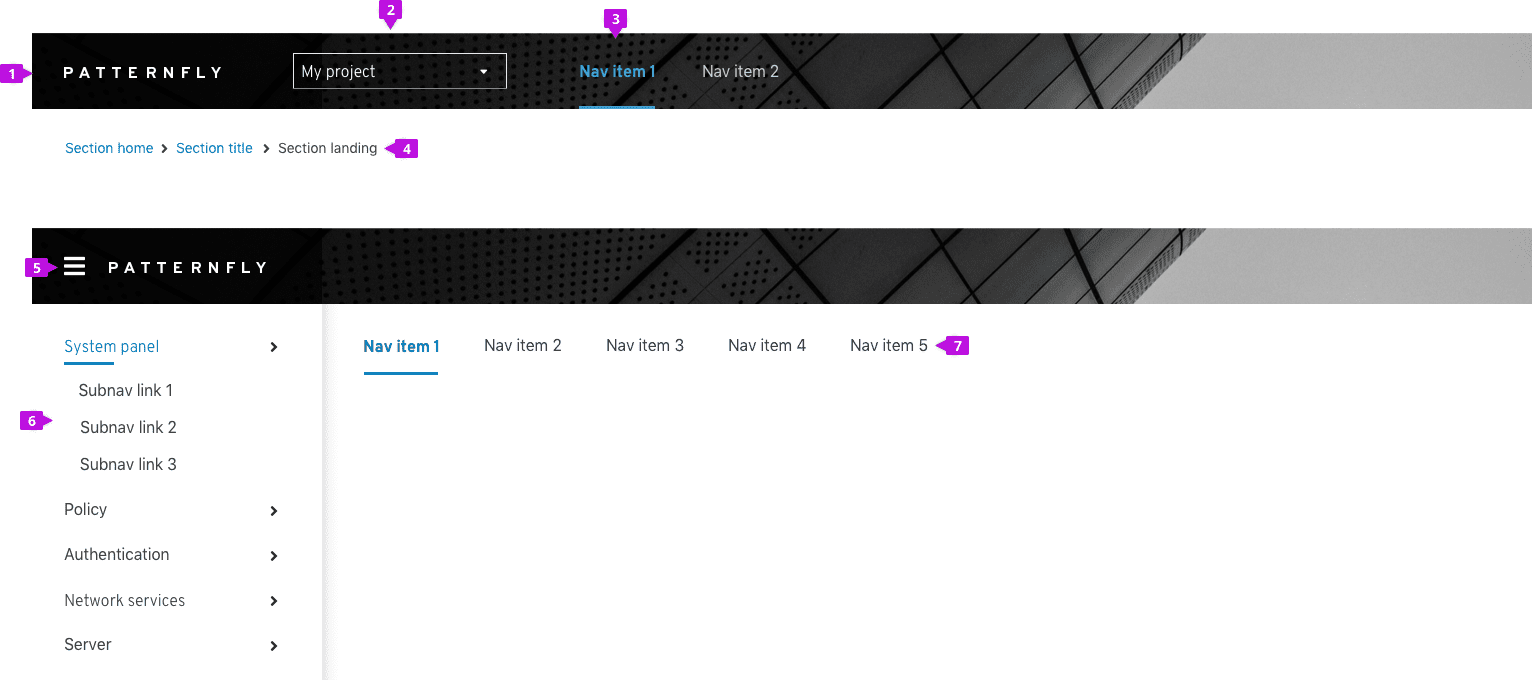 2
3
1 PATTERNFLY My project Nav item 1 Nav item 2
Section home Section title Section landing 4
5 PATTERNFLY
System panel
Nav item 1 Nav item 2 Nav item 3 Nav item 4 Nav item 5 7
Subnav link 1
6
Subnav link 2
Subnav link 3
Policy
Authentication
Network services
Server